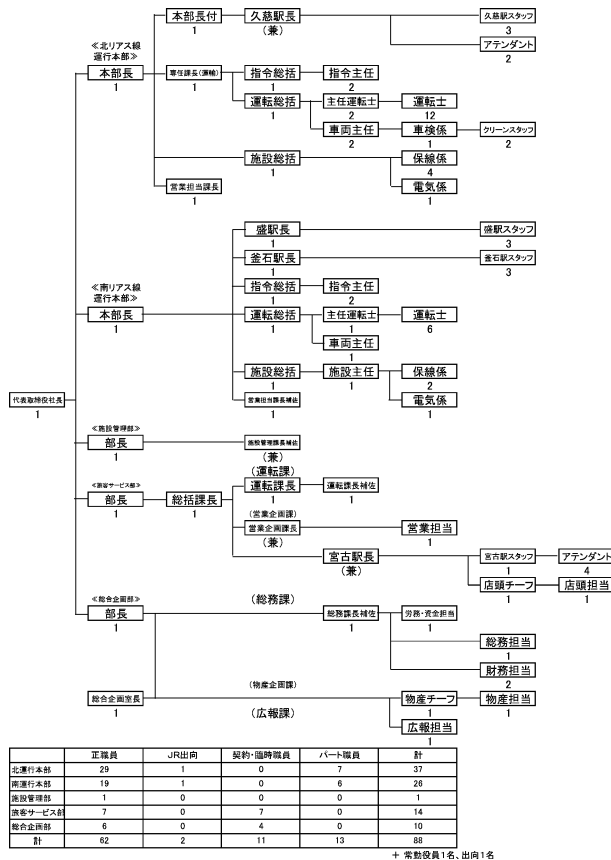 本部長付 久慈駅長 久慈駅スタッフ
1 (兼) 3
アテンダント
2
≪北リアス線
運行本部≫
本部長 専任課長(運輸) 指令総括 指令主任
1 1 1 2
運転総括 主任運転士 運転士
1 2 12
車両主任 車検係 クリーンスタッフ
2 1 2
施設総括 保線係
1 4
営業担当課長 電気係
1 1
盛駅長 盛駅スタッフ
1 3
釜石駅長 釜石駅スタッフ
1 3
≪南リアス線
運行本部≫
指令総括 指令主任
1 2
本部長 運転総括 主任運転士 運転士
1 1 1 6
車両主任
1
施設総括 施設主任 保線係
1 1 2
代表取締役社長 営業担当課長補佐 電気係
1 1 1
≪施設管理部≫
部長 施設管理課長補佐
1 (兼)
(運転課)
≪旅客サービス部≫
運転課長 運転課長補佐
1 1
部長 総括課長
1 1
(営業企画課)
営業企画課長 営業担当
(兼) 1
宮古駅長 宮古駅スタッフ アテンダント
(兼) 1 4
店頭チーフ 店頭担当
1 1
≪総合企画部≫
(総務課)
部長 総務課長補佐 労務・資金担当
1 1 1
総務担当
1
財務担当
2
(物産企画課)
総合企画室長 物産チーフ 物産担当
1 1 1
(広報課)
広報担当
1
正職員 JR出向 契約・臨時職員 パート職員 計
北運行本部 29 1 0 7 37
南運行本部 19 1 0 6 26
施設管理部 1 0 0 0 1
旅客サービス部 7 0 7 0 14
総合企画部 6 0 4 0 10
計 62 2 11 13 88
+ 常勤役員1名、出向1名